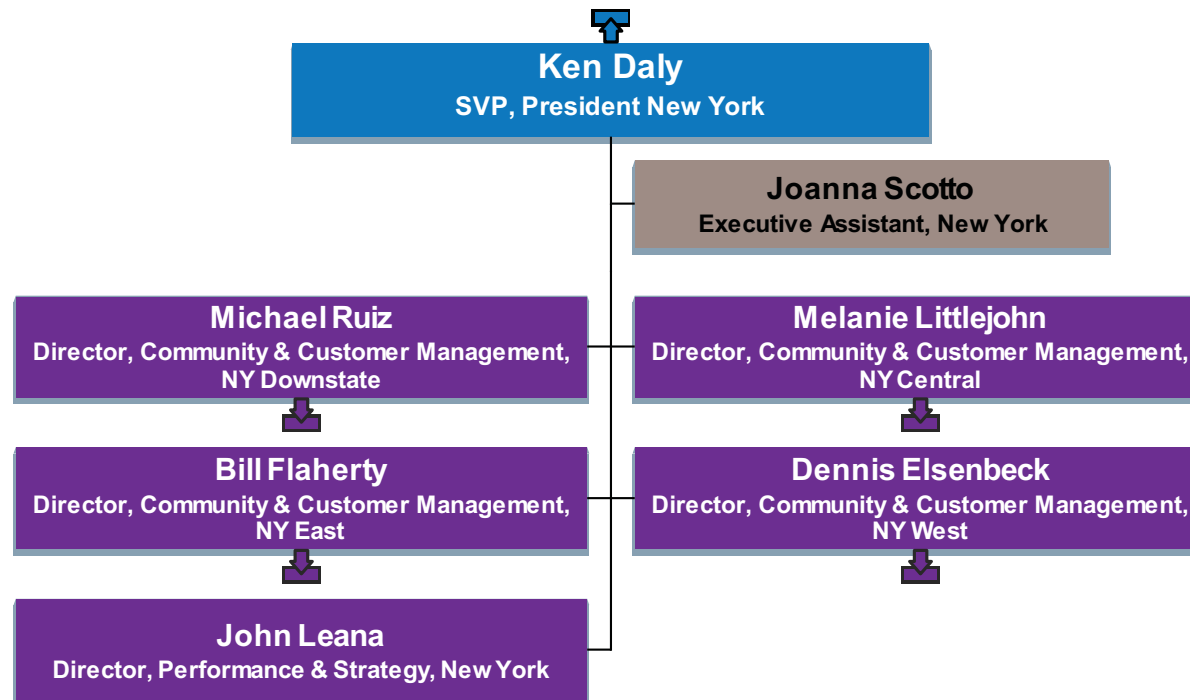 Ken Daly
SVP, President New York
Joanna Scotto
Executive Assistant, New York
Michael Ruiz
Director, Community & Customer Management,
NY Downstate
Melanie Littlejohn
Director, Community & Customer Management,
NY Central
Bill Flaherty
Director, Community & Customer Management,
NY East
Dennis Elsenbeck
Director, Community & Customer Management,
NY West
John Leana
Director, Performance & Strategy, New York